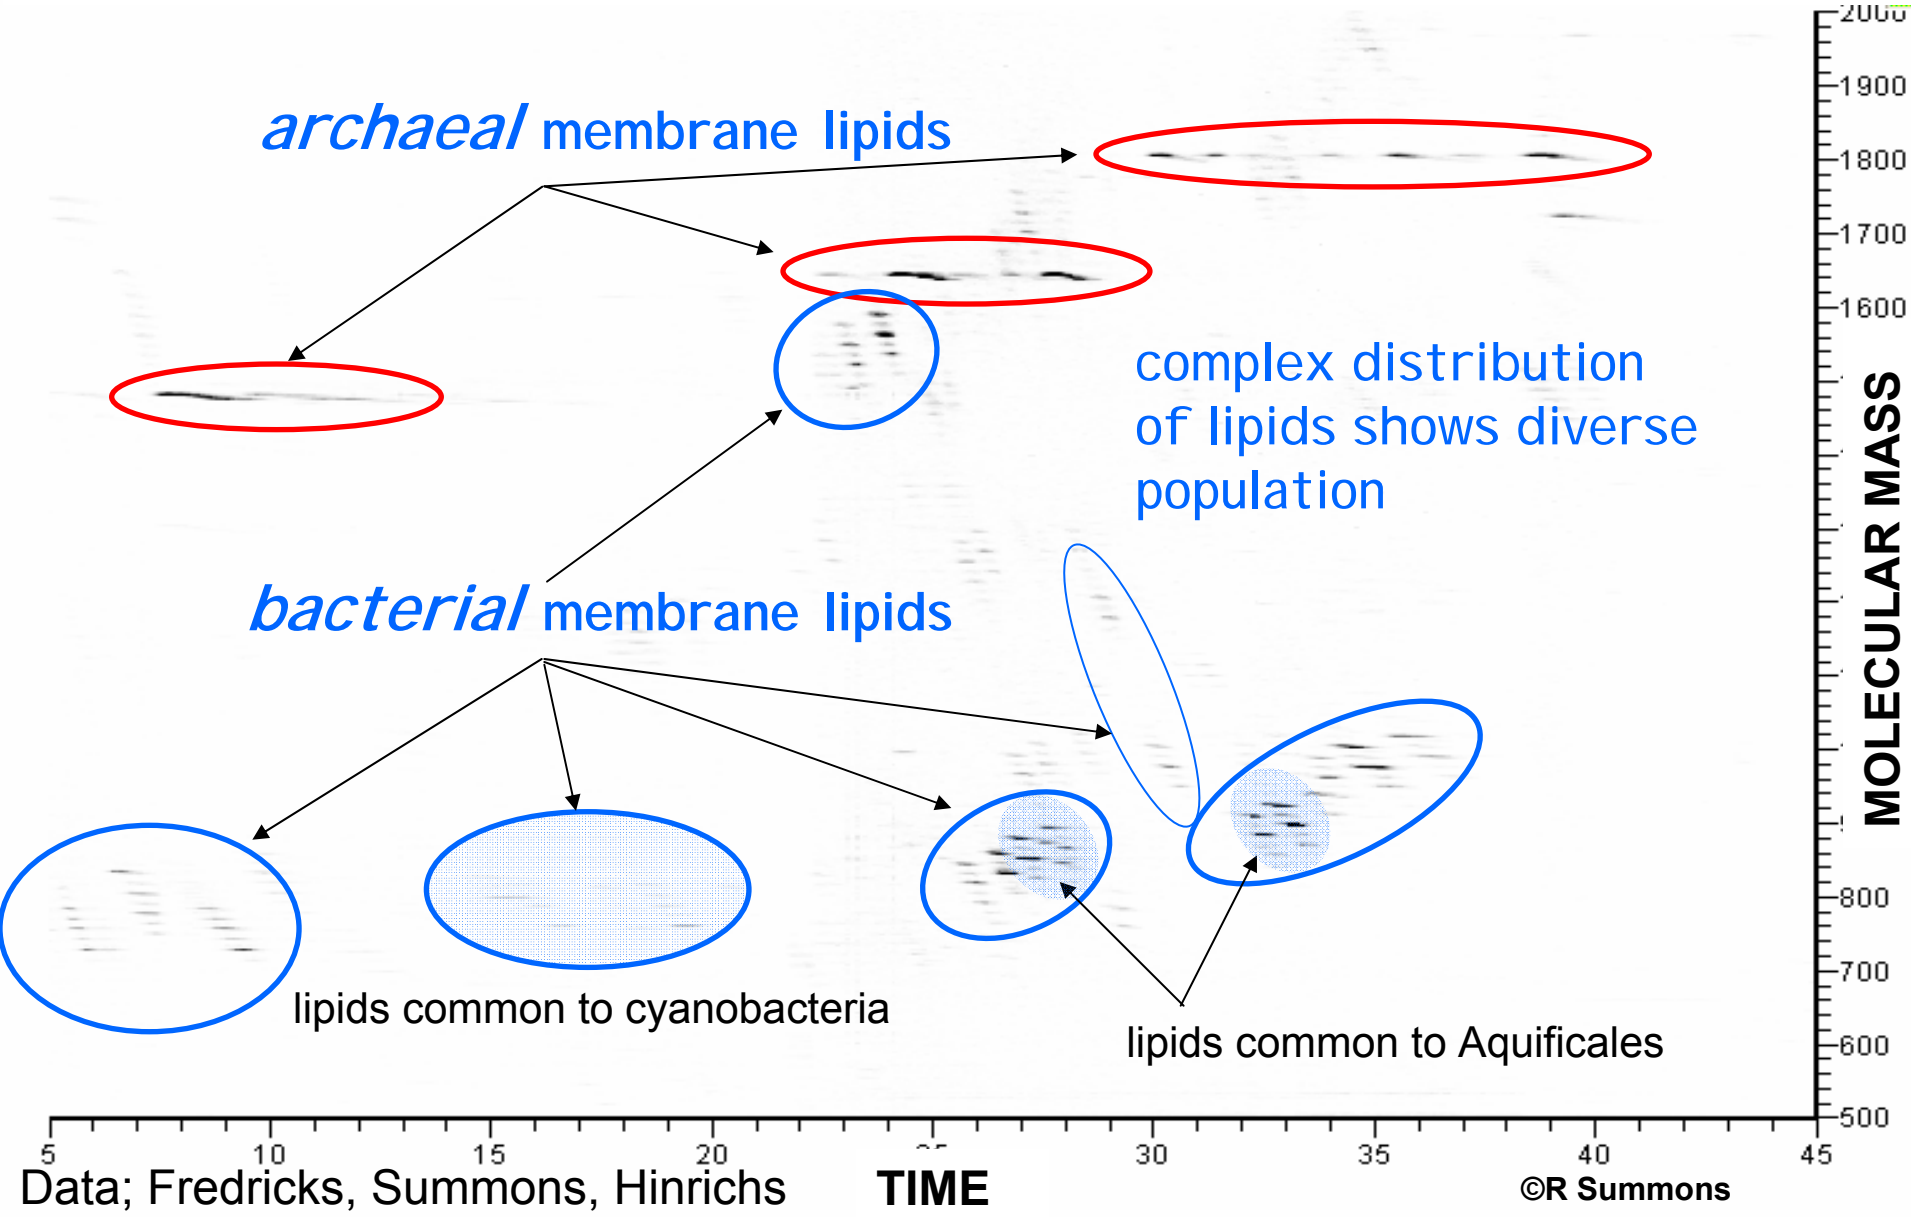 2000
1900
archaeal membrane lipids
1800
1700
1600
complex distribution
of lipids shows diverse
population
MOLECULAR MASS
bacterial membrane lipids
800
700
lipids common to cyanobacteria
lipids common to Aquificales
600
500
5 10 15 20 30 35 40 45
Data; Fredricks, Summons, Hinrichs TIME ©R Summons